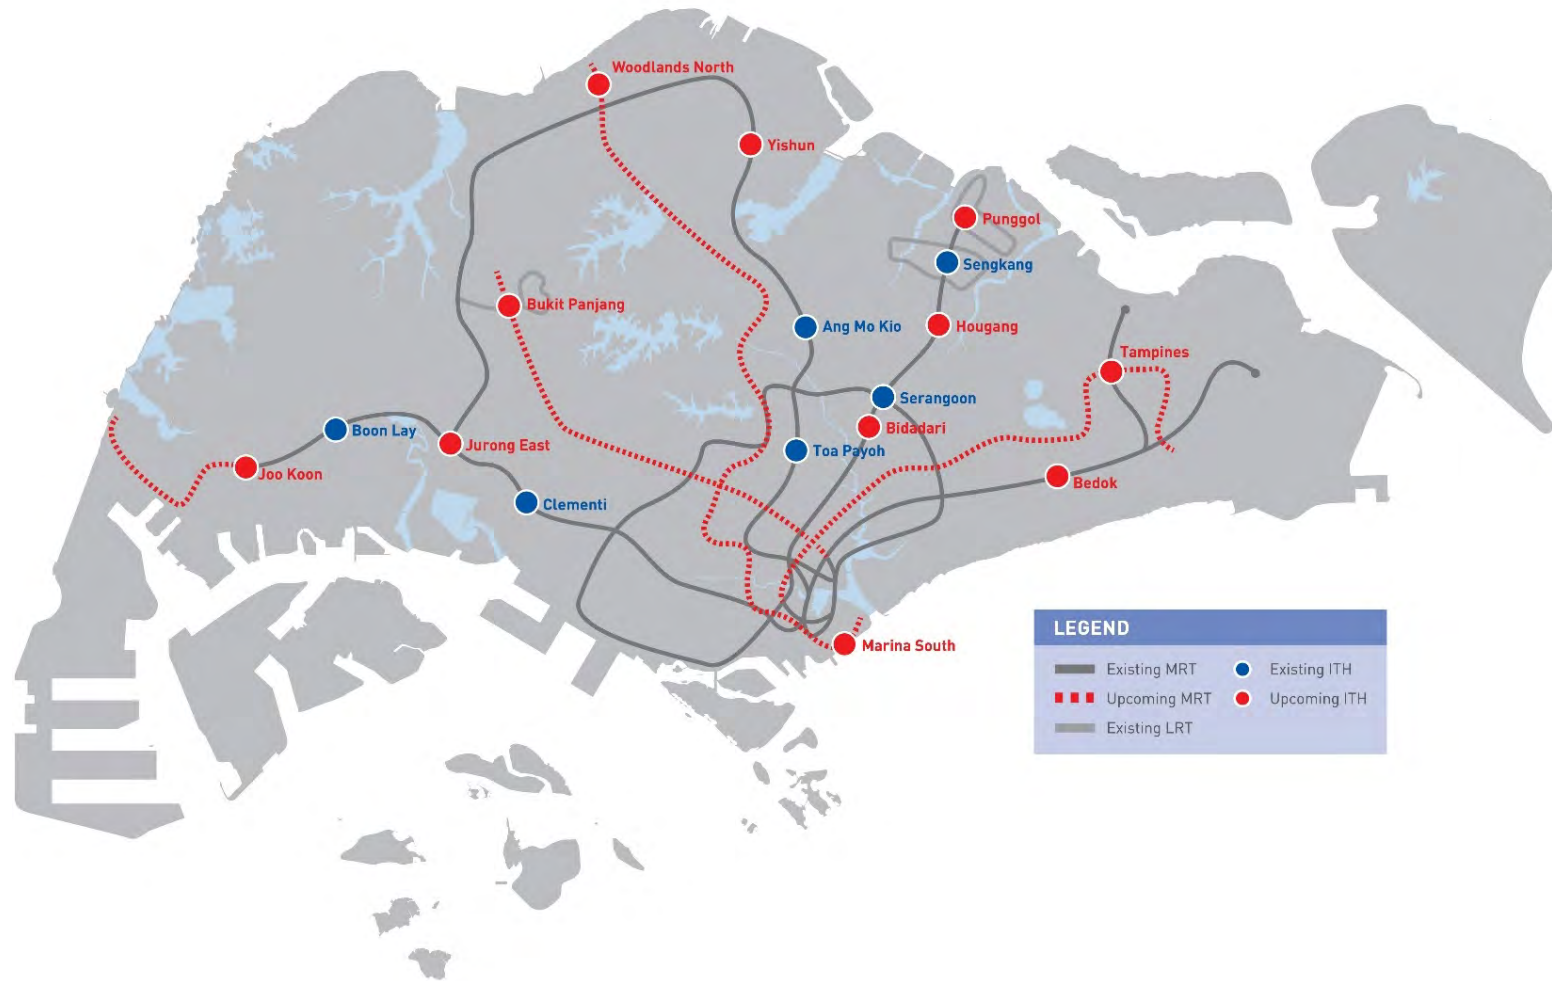 Woodlands North
Yishun
Punggol
Sengkang
Bukit Panjang
Ang Mo Kio
Hougang
Tampines
Serangoon
Bidadari
Boon Lay
Jurong East
Toa Payoh
Joo Koon
Bedok
Clementi
Marina South
LEGEND
Existing MRT
Existing ITH
Upcoming MRT
Upcoming ITH
Existing LRT